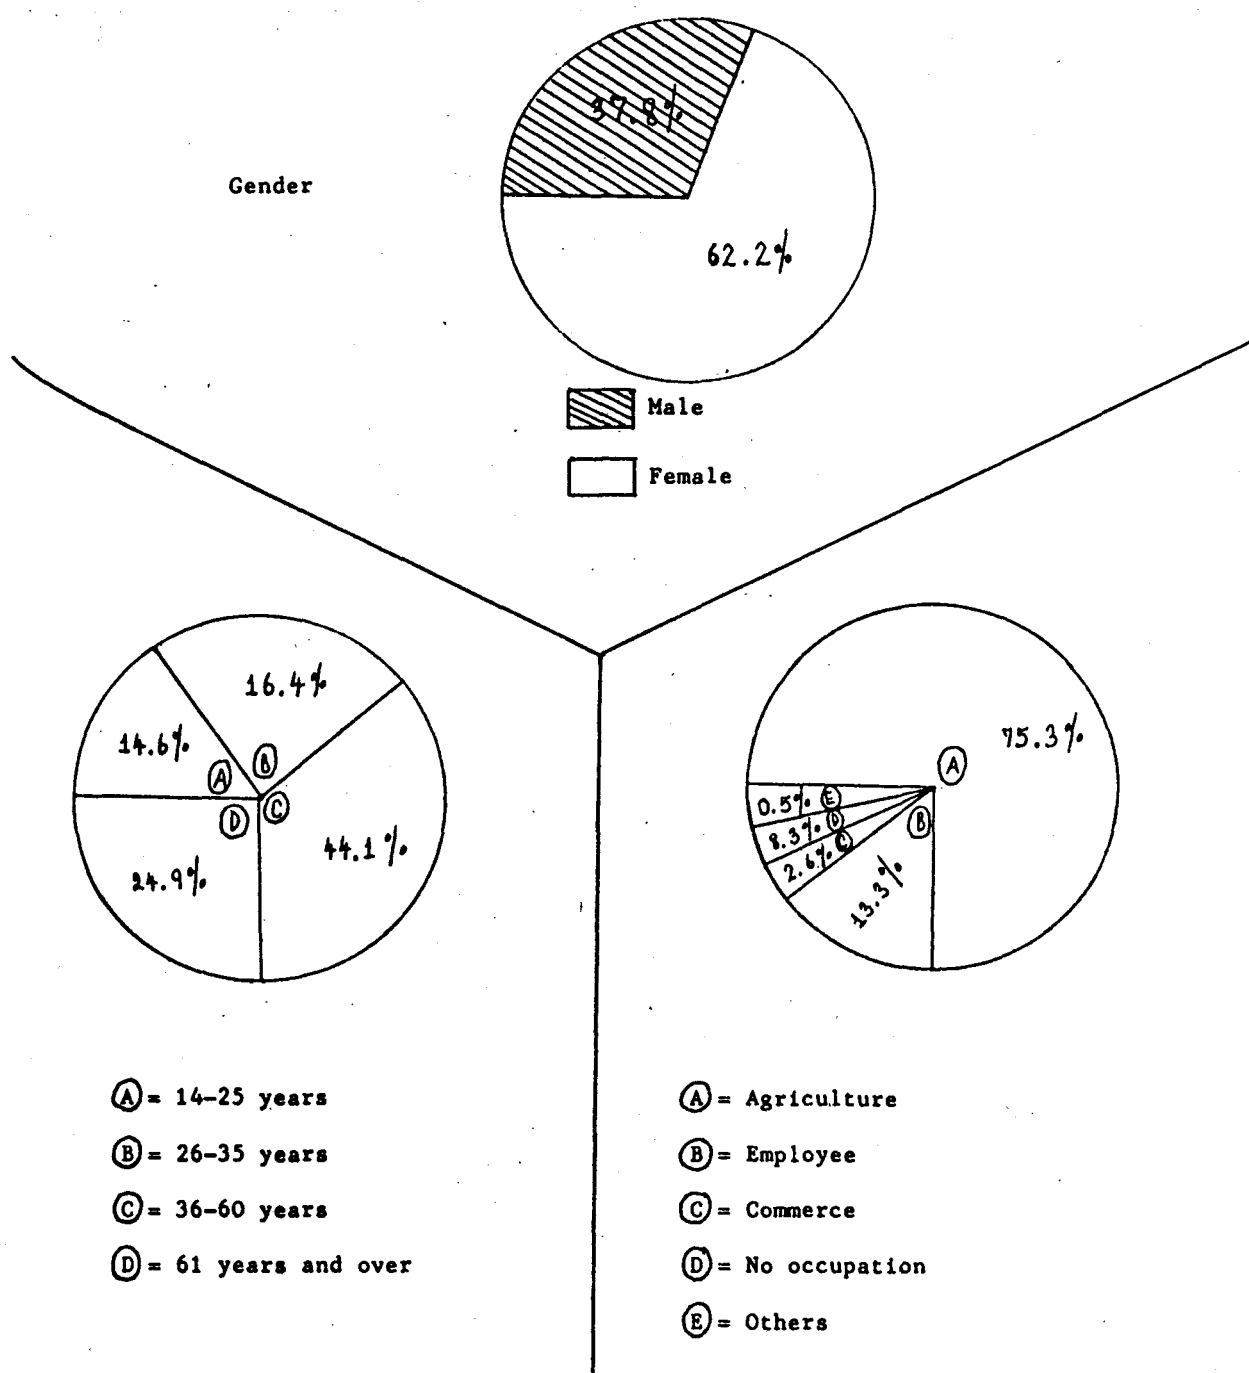 37.8%
Gender
62.2%
Male
Female
16.4%
14.6%
A
B
C
D
44.1%
24.9%
75.3%
A
0.5% E
B
8.3% D
2.6% C
13.3%
A = 14-25 years
B = 26-35 years
C = 36-60 years
D = 61 years and over
A = Agriculture
B = Employee
C = Commerce
D = No occupation
E = Others